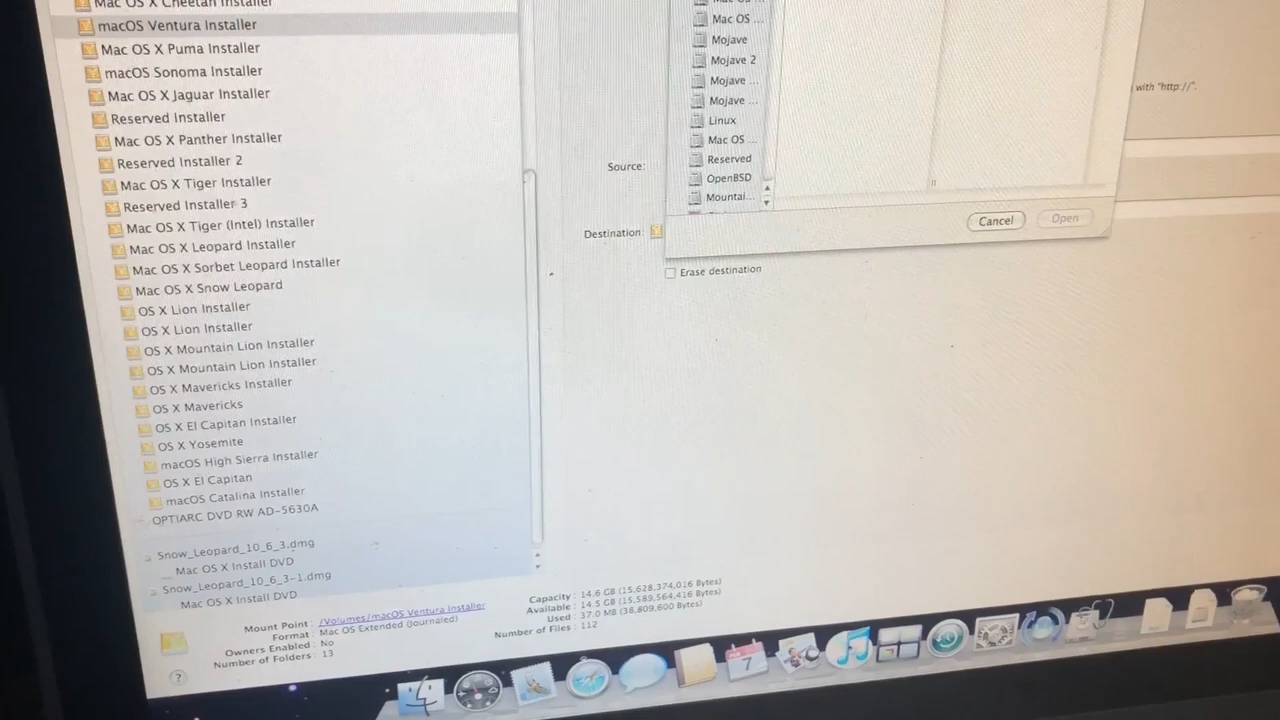 Mac OS X Cheetah Installer
macOS Ventura Installer
Mac OS X Puma Installer
macOS Sonoma Installer
Mac OS X Jaguar Installer
Reserved Installer
Mac OS X Panther Installer
Reserved Installer 2
Mac OS X Tiger Installer
Reserved Installer 3
Mac OS X Tiger (Intel) Installer
Mac OS X Leopard Installer
Mac OS X Sorbet Leopard Installer
Mac OS X Snow Leopard
OS X Lion Installer
OS X Lion Installer
OS X Mountain Lion Installer
OS X Mountain Lion Installer
OS X Mavericks Installer
OS X Mavericks
OS X El Capitan Installer
OS X Yosemite
macOS High Sierra Installer
OS X El Capitan
macOS Catalina Installer
OPTIARC DVD RW AD-5630A
Snow_Leopard_10_6_3.dmg
Mac OS X Install DVD
Snow_Leopard_10_6_3-1.dmg
Mac OS X Install DVD
Mac OS ...
Mojave
Mojave 2
Mojave ...
Mojave ...
Linux
Mac OS ...
Reserved
OpenBSD
Mountai...
with "http://".
Source:
Cancel
Open
Destination:
Erase destination
Mount Point : /Volumes/macOS Ventura Installer
Format : Mac OS Extended (Journaled)
Owners Enabled : No
Number of Folders : 13
Capacity : 14.6 GB (15,628,374,016 Bytes)
Available : 14.5 GB (15,589,564,416 Bytes)
Used : 37.0 MB (38,809,600 Bytes)
Number of Files : 112
?
7